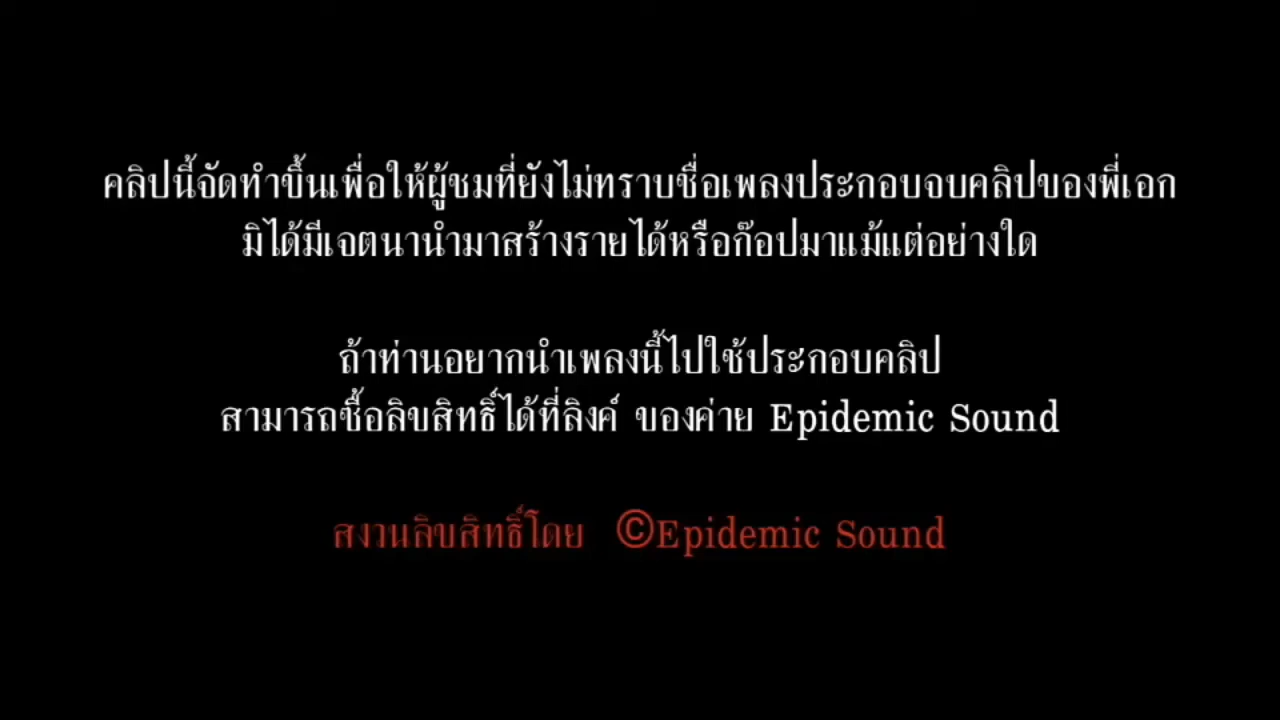 คลิปนี้จัดทำขึ้นเพื่อให้ผู้ชมที่ยังไม่ทราบชื่อเพลงประกอบจบคลิปของพี่เอก
มิได้มีเจตนานำมาสร้างรายได้หรือก๊อปมาแม้แต่อย่างใด
ถ้าท่านอยากนำเพลงนี้ไปใช้ประกอบคลิป
สามารถซื้อลิขสิทธิ์ได้ที่ลิงค์ ของค่าย Epidemic Sound
สงวนลิขสิทธิ์โดย ©Epidemic Sound